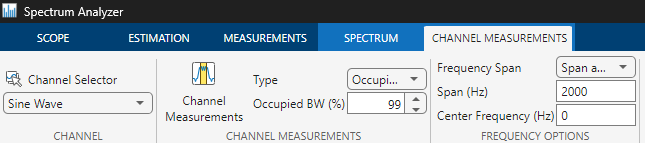 Spectrum Analyzer
SCOPE ESTIMATION MEASUREMENTS SPECTRUM CHANNEL MEASUREMENTS
Channel Selector
Sine Wave
CHANNEL
Channel Measurements
Type Occupi...
Occupied BW (%) 99
CHANNEL MEASUREMENTS
Frequency Span Span a...
Span (Hz) 2000
Center Frequency (Hz) 0
FREQUENCY OPTIONS